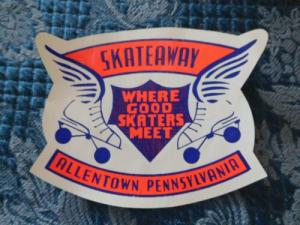 SKATEAWAY
WHERE
GOOD
SKATERS
MEET
ALLENTOWN, PENNSYLVANIA